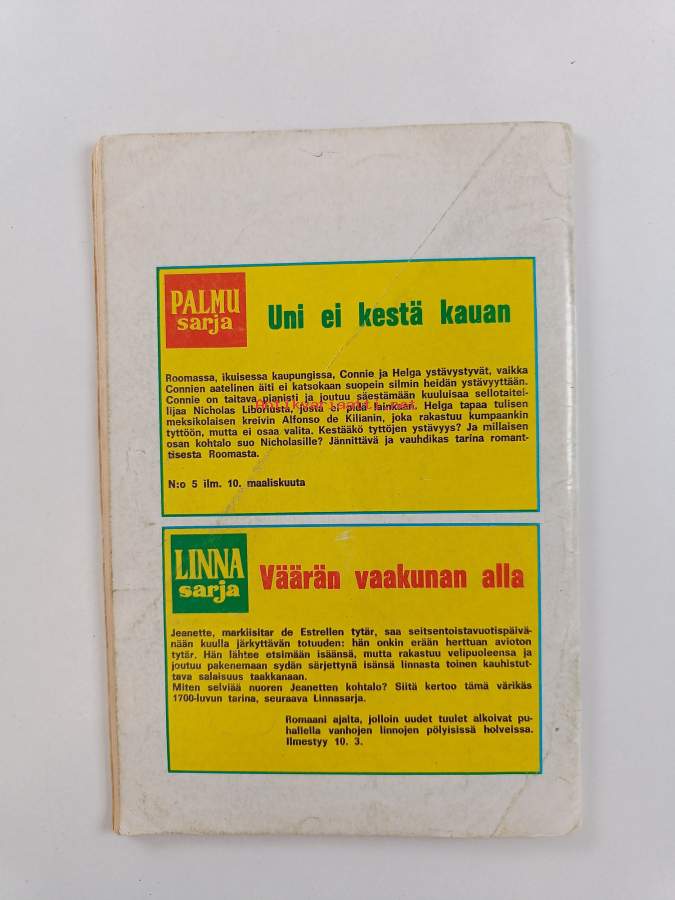 PALMU
sarja
Uni ei kestä kauan
Roomassa, ikuisessa kaupungissa, Connie ja Helga ystävystyvät, vaikka
Connien aatelinen äiti ei katsokaan suopein silmin heidän ystävyyttään.
Connie on taitava pianisti ja joutuu säestämään kuuluisaa sellotaitei-
lijaa Nicholas Libonusta, josta ei pidä lainkaan. Helga tapaa tulisen
meksikolaisen kreivin Alfonso de Kilianin, joka rakastuu kumpaankin
tyttöön, mutta ei osaa valita. Kestääkö tyttöjen ystävyys? Ja millaisen
osan kohtalo suo Nicholasille? Jännittävä ja vauhdikas tarina romant-
tisesta Roomasta.
N:o 5 ilm. 10. maaliskuuta
LINNA
sarja
Väärän vaakunan alla
Jeanette, markiisitar de Estrellen tytär, saa seitsentoistavuotispäivä-
nään kuulla järkyttävän totuuden: hän onkin erään herttuan avioton
tytär. Hän lähtee etsimään isäänsä, mutta rakastuu velipuoleensa ja
joutuu pakenemaan sydän särjettynä isänsä linnasta toinen kauhistut-
tava salaisuus taakkanaan.
Miten selviää nuoren Jeanetten kohtalo? Siitä kertoo tämä värikäs
1700-luvun tarina, seuraava Linnasarja.
Romaani ajalta, jolloin uudet tuulet alkoivat pu-
hallella vanhojen linnojen pölyisissä holveissa.
Ilmestyy 10. 3.